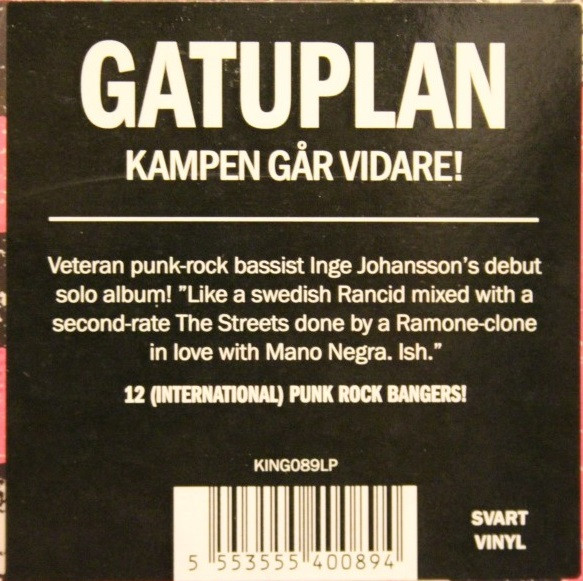 GATUPLAN
KAMPEN GÅR VIDARE!
Veteran punk-rock bassist Inge Johansson's debut
solo album! "Like a swedish Rancid mixed with a
second-rate The Streets done by a Ramone-clone
in love with Mano Negra. Ish."
12 (INTERNATIONAL) PUNK ROCK BANGERS!
KING089LP
5 553555 400894
SVART
VINYL